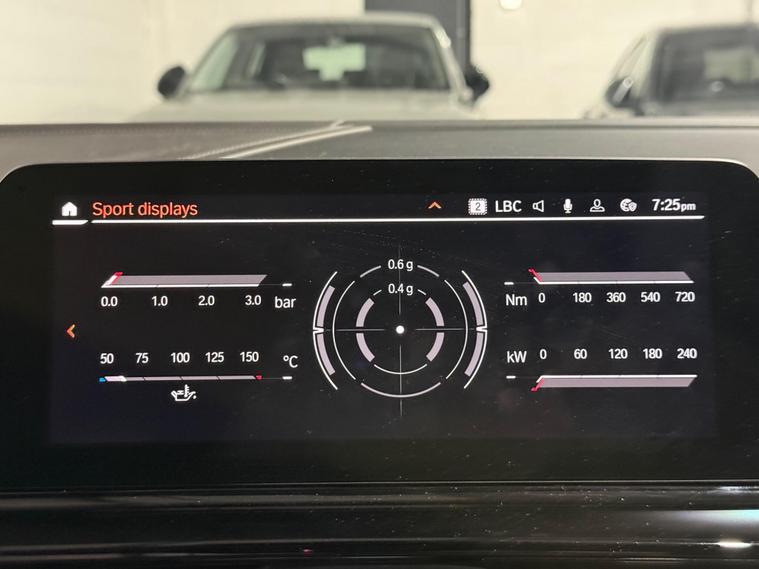 Sport displays 2 LBC 7:25pm
0.6 g
0.4 g
0.0 1.0 2.0 3.0 bar
Nm 0 180 360 540 720
50 75 100 125 150 °C
kW 0 60 120 180 240